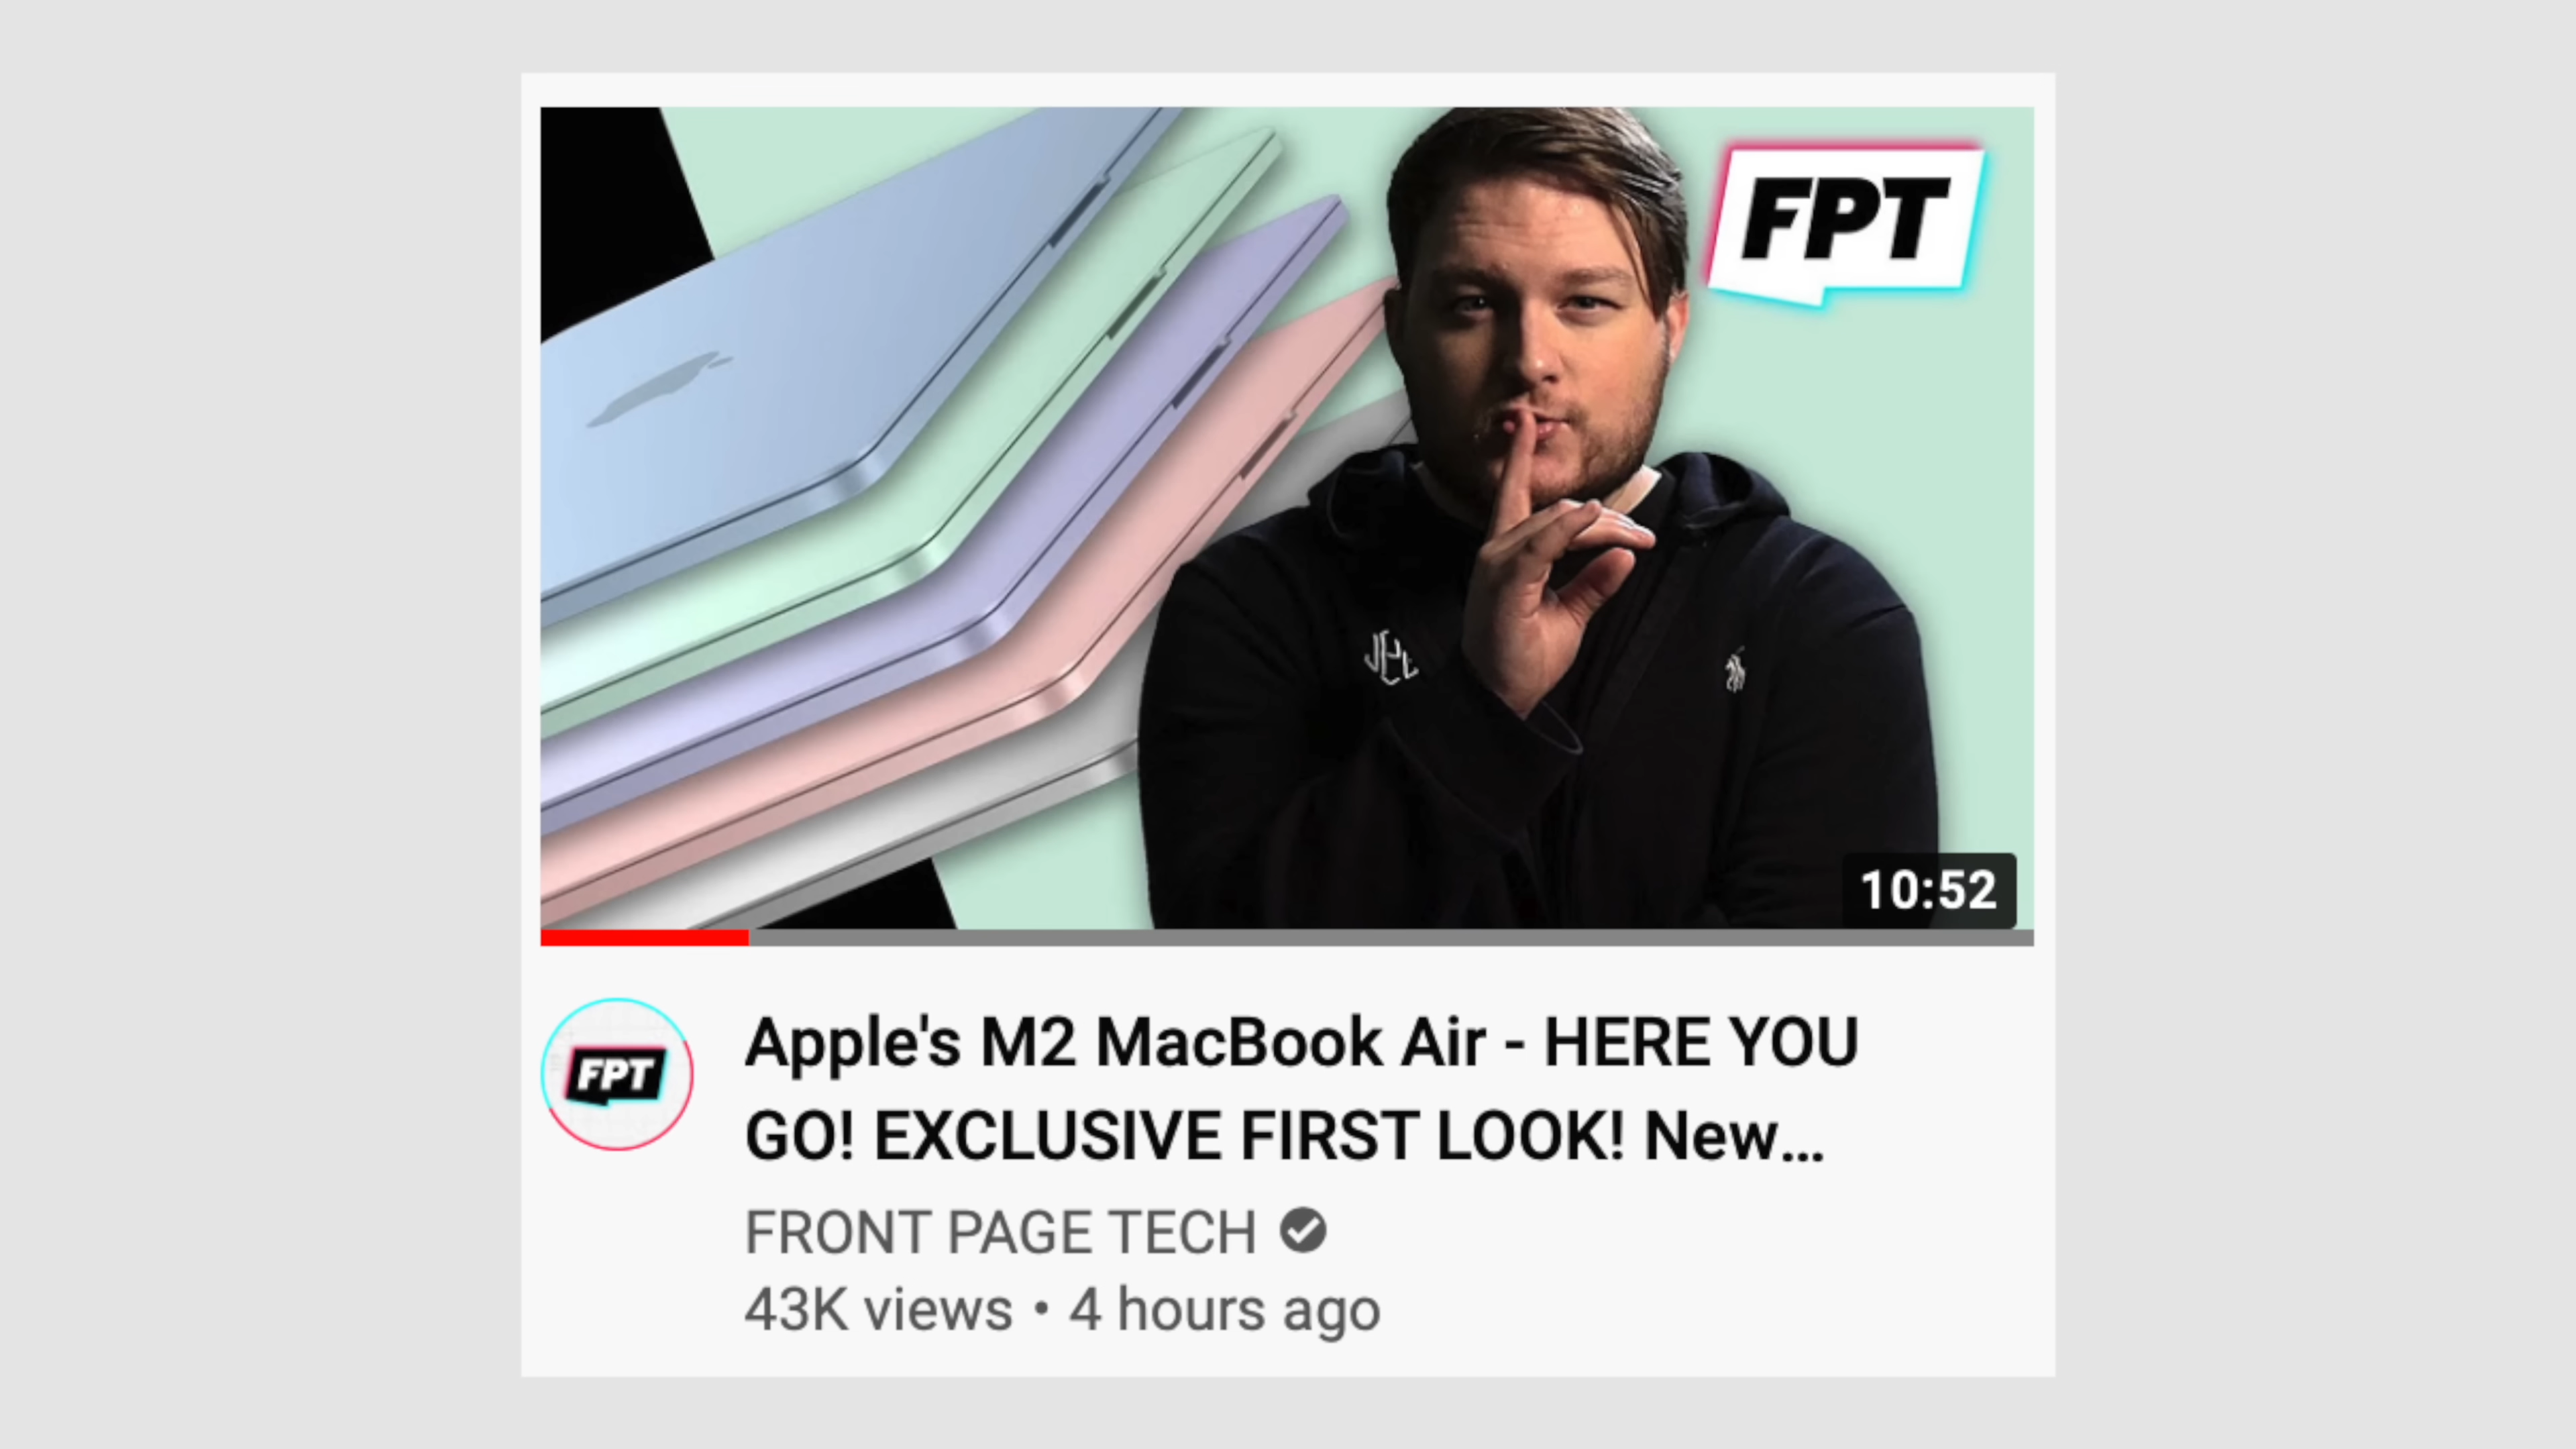 FPT
10:52
FPT
Apple's M2 MacBook Air - HERE YOU
GO! EXCLUSIVE FIRST LOOK! New...
FRONT PAGE TECH
43K views • 4 hours ago